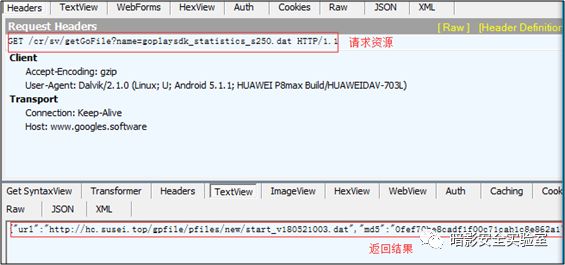 Headers TextView WebForms HexView Auth Cookies Raw JSON XML
Request Headers [ Raw ] [Header Definition
GET /cr/sv/getGoFile?name=goplaysdk_statistics_s250.dat HTTP/1.1 请求资源
Client
Accept-Encoding: gzip
User-Agent: Dalvik/2.1.0 (Linux; U; Android 5.1.1; HUAWEI P8max Build/HUAWEIDAV-703L)
Transport
Connection: Keep-Alive
Host: www.googles.software
Get SyntaxView Transformer Headers TextView ImageView HexView WebView Auth Caching Cook
Raw JSON XML
{"url":"http://ho.susei.top/gpfile/pfiles/new/start_v180521003.dat","md5":
返回结果
暗影安全实验室